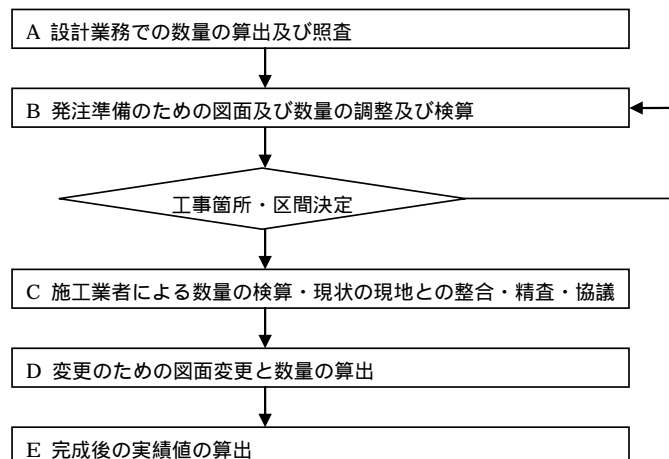 A 設計業務での数量の算出及び照査
B 発注準備のための図面及び数量の調整及び検算
工事箇所・区間決定
C 施工業者による数量の検算・現状の現地との整合・精査・協議
D 変更のための図面変更と数量の算出
E 完成後の実績値の算出